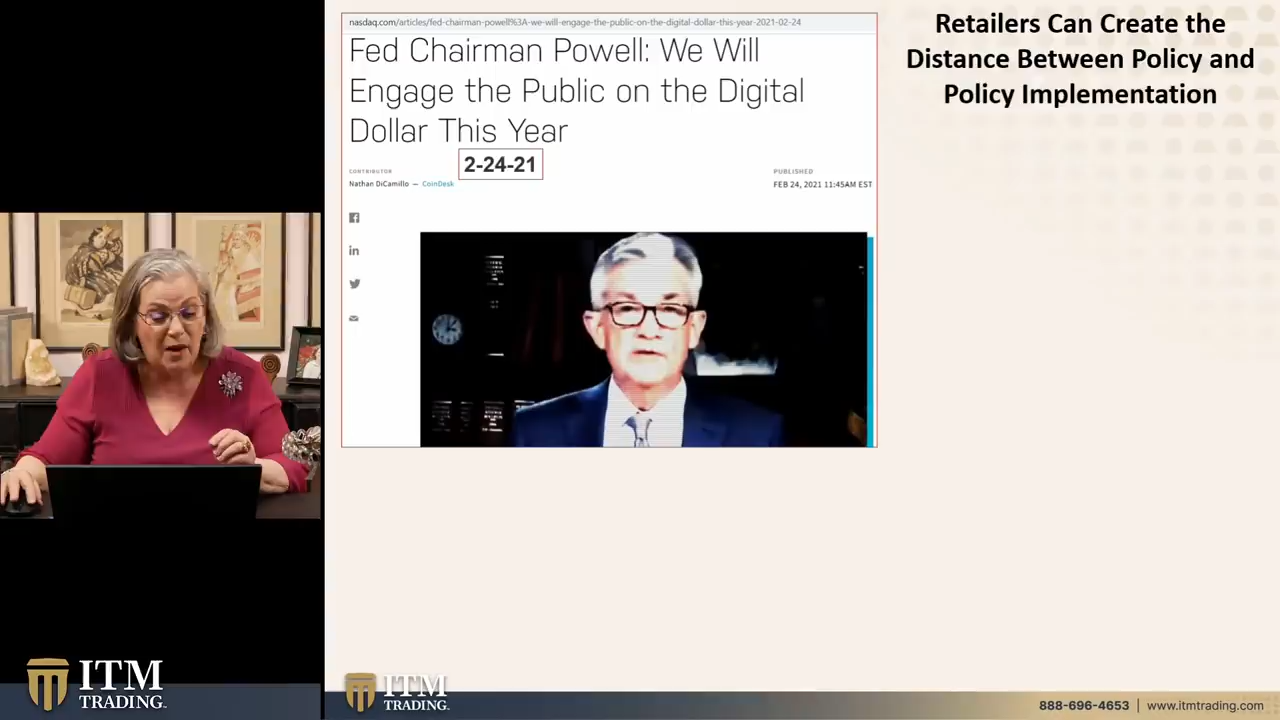 nasdaq.com/articles/fed-chairman-powell%3A-we-will-engage-the-public-on-the-digital-dollar-this-year-2021-02-24
Fed Chairman Powell: We Will
Engage the Public on the Digital
Dollar This Year
2-24-21
CONTRIBUTOR
Nathan DiCamillo — CoinDesk
PUBLISHED
FEB 24, 2021 11:45AM EST
Retailers Can Create the
Distance Between Policy and
Policy Implementation
ITM
TRADING
ITM
TRADING
888-696-4653 | www.itmtrading.com